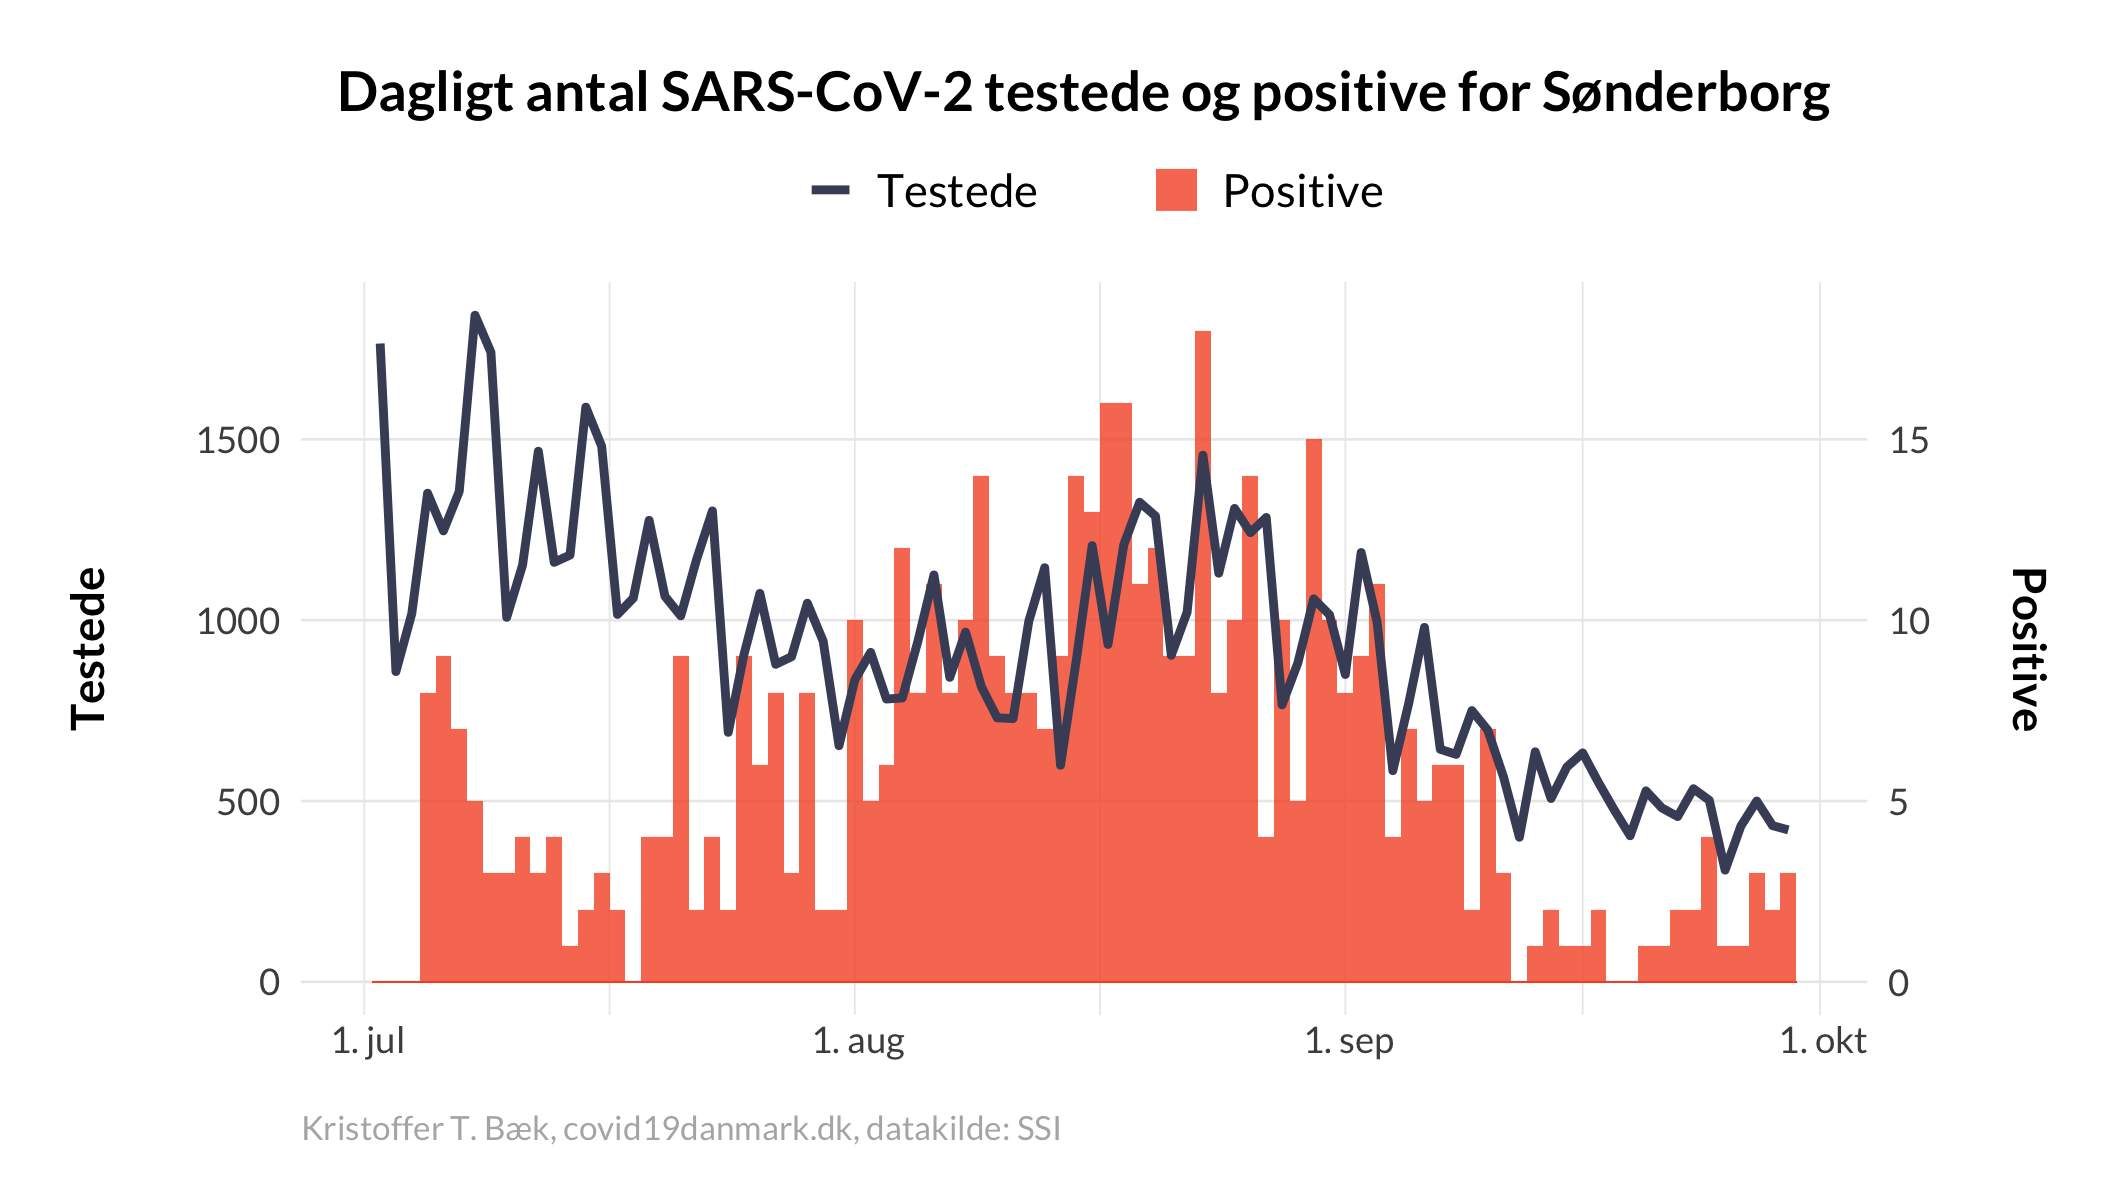 Dagligt antal SARS-CoV-2 testede og positive for Sønderborg
Testede Positive
1500 15
1000 10
500 5
0 0
Testede
Positive
1. jul 1. aug 1. sep 1. okt
Kristoffer T. Bæk, covid19danmark.dk, datakilde: SSI